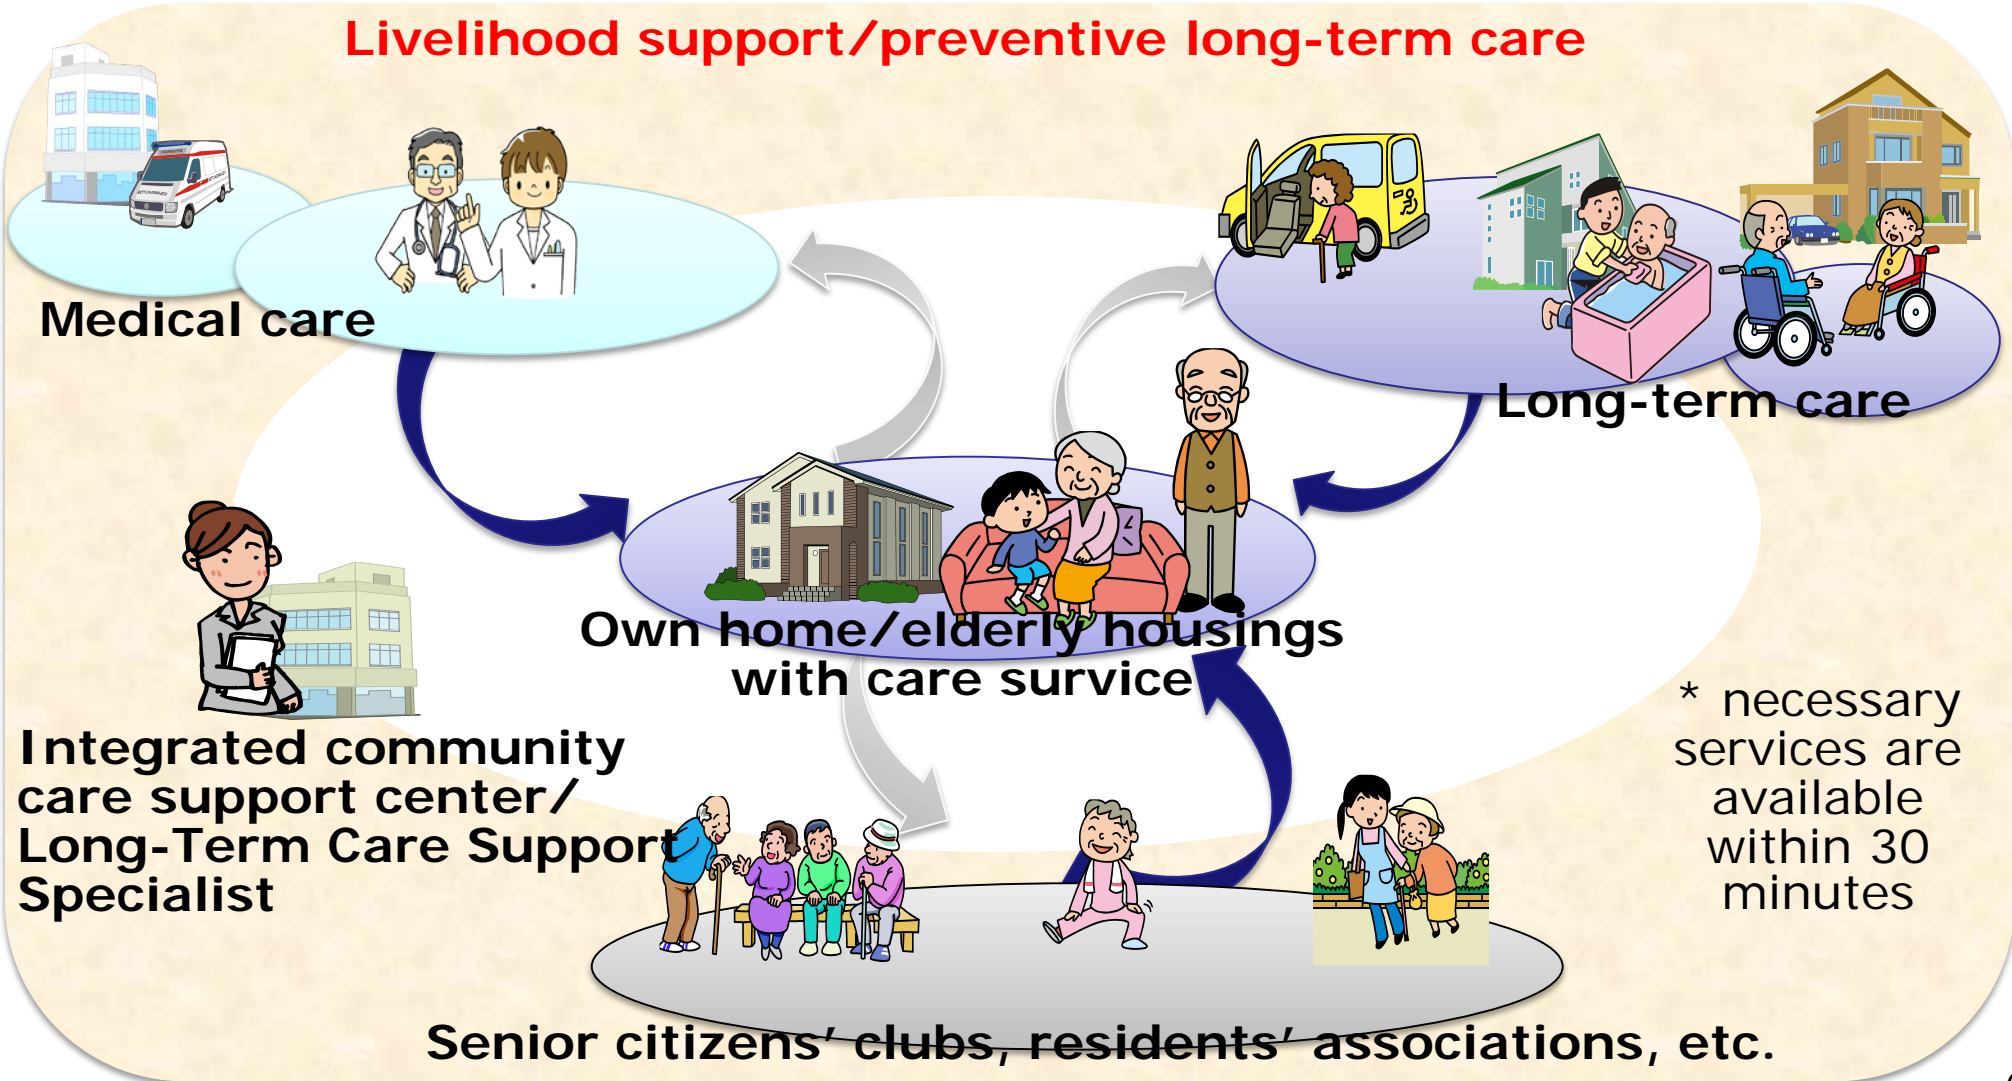 Livelihood support/preventive long-term care
Medical care
Long-term care
Own home/elderly housings
with care survice
Integrated community
care support center/
Long-Term Care Support
Specialist
* necessary
services are
available
within 30
minutes
Senior citizens’ clubs, residents’ associations, etc.